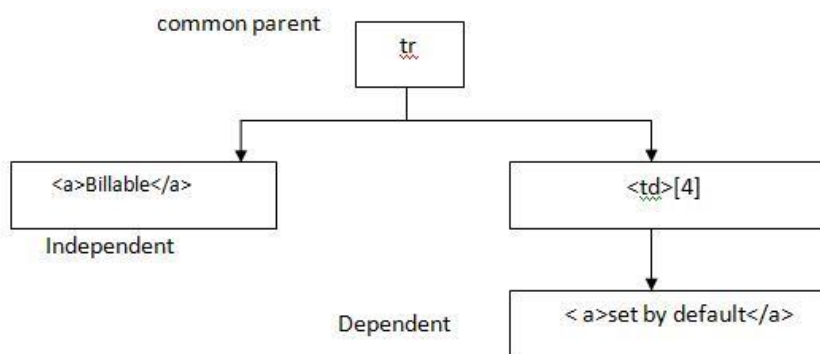 common parent
tr
<a>Billable</a>
<td>[4]
Independent
< a>set by default</a>
Dependent